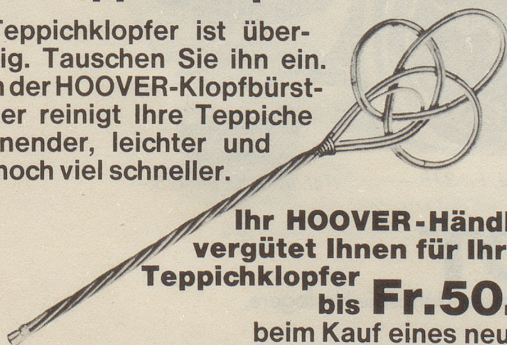 Teppichklopfer ist über-
ig. Tauschen Sie ihn ein.
n der HOOVER-Klopfbürst-
er reinigt Ihre Teppiche
nender, leichter und
noch viel schneller.
Ihr HOOVER-Händl
vergütet Ihnen für Ihr
Teppichklopfer
bis Fr.50.
beim Kauf eines neu